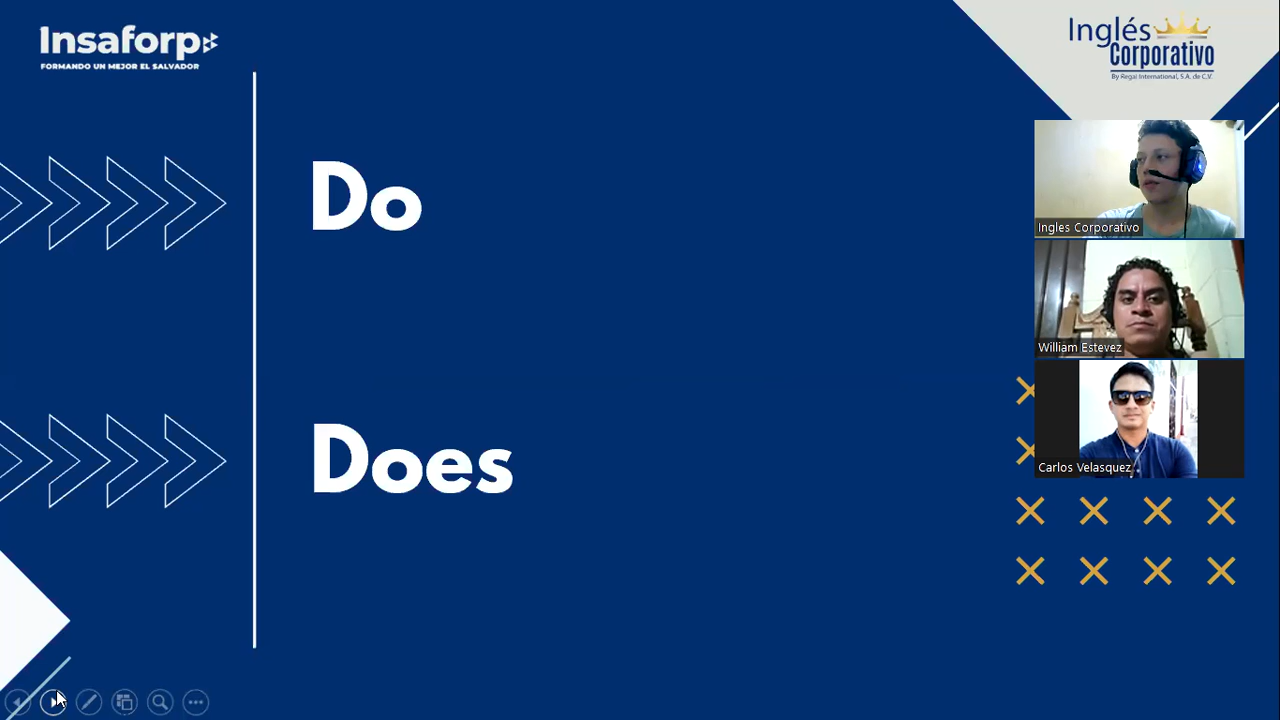 Insaforp
FORMANDO UN MEJOR EL SALVADOR
Inglés
Corporativo
By Regal International, S.A. de C.V.
Do
Ingles Corporativo
William Estevez
Does
Carlos Velasquez